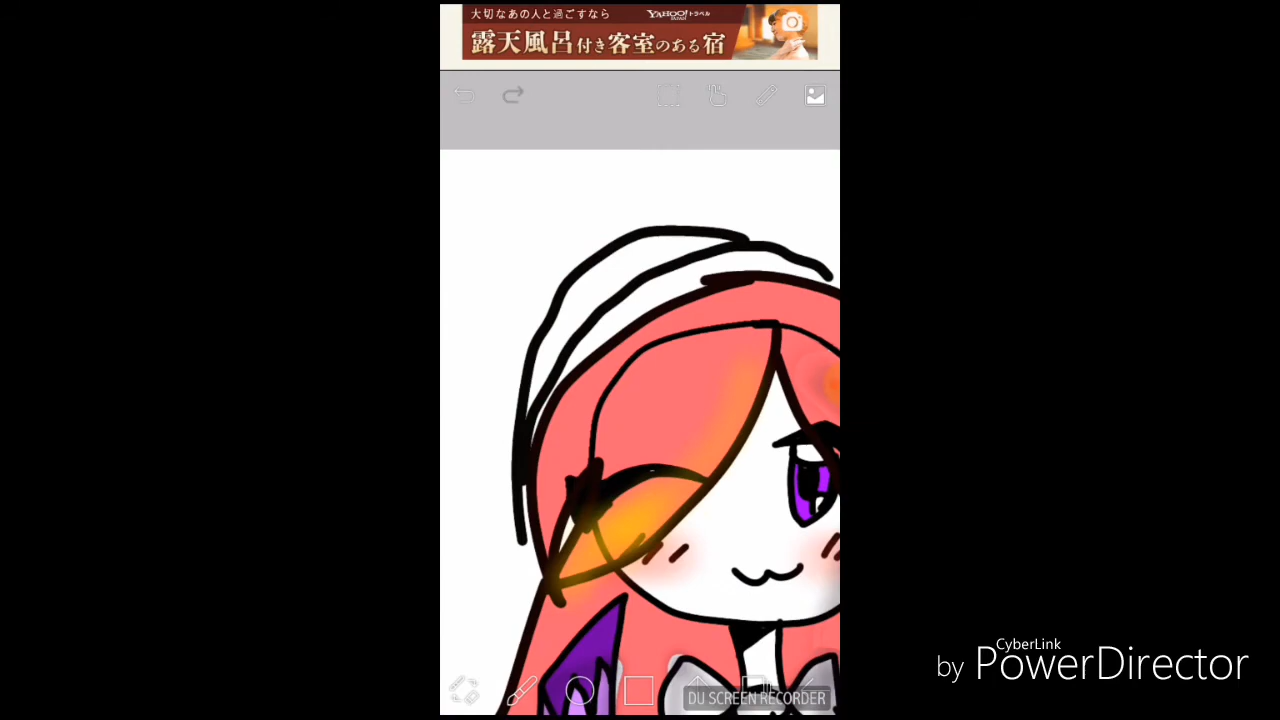 大切なあの人と過ごすなら
YAHOO!トラベル
JAPAN
露天風呂付き客室のある宿
CyberLink
by PowerDirector
DU SCREEN RECORDER